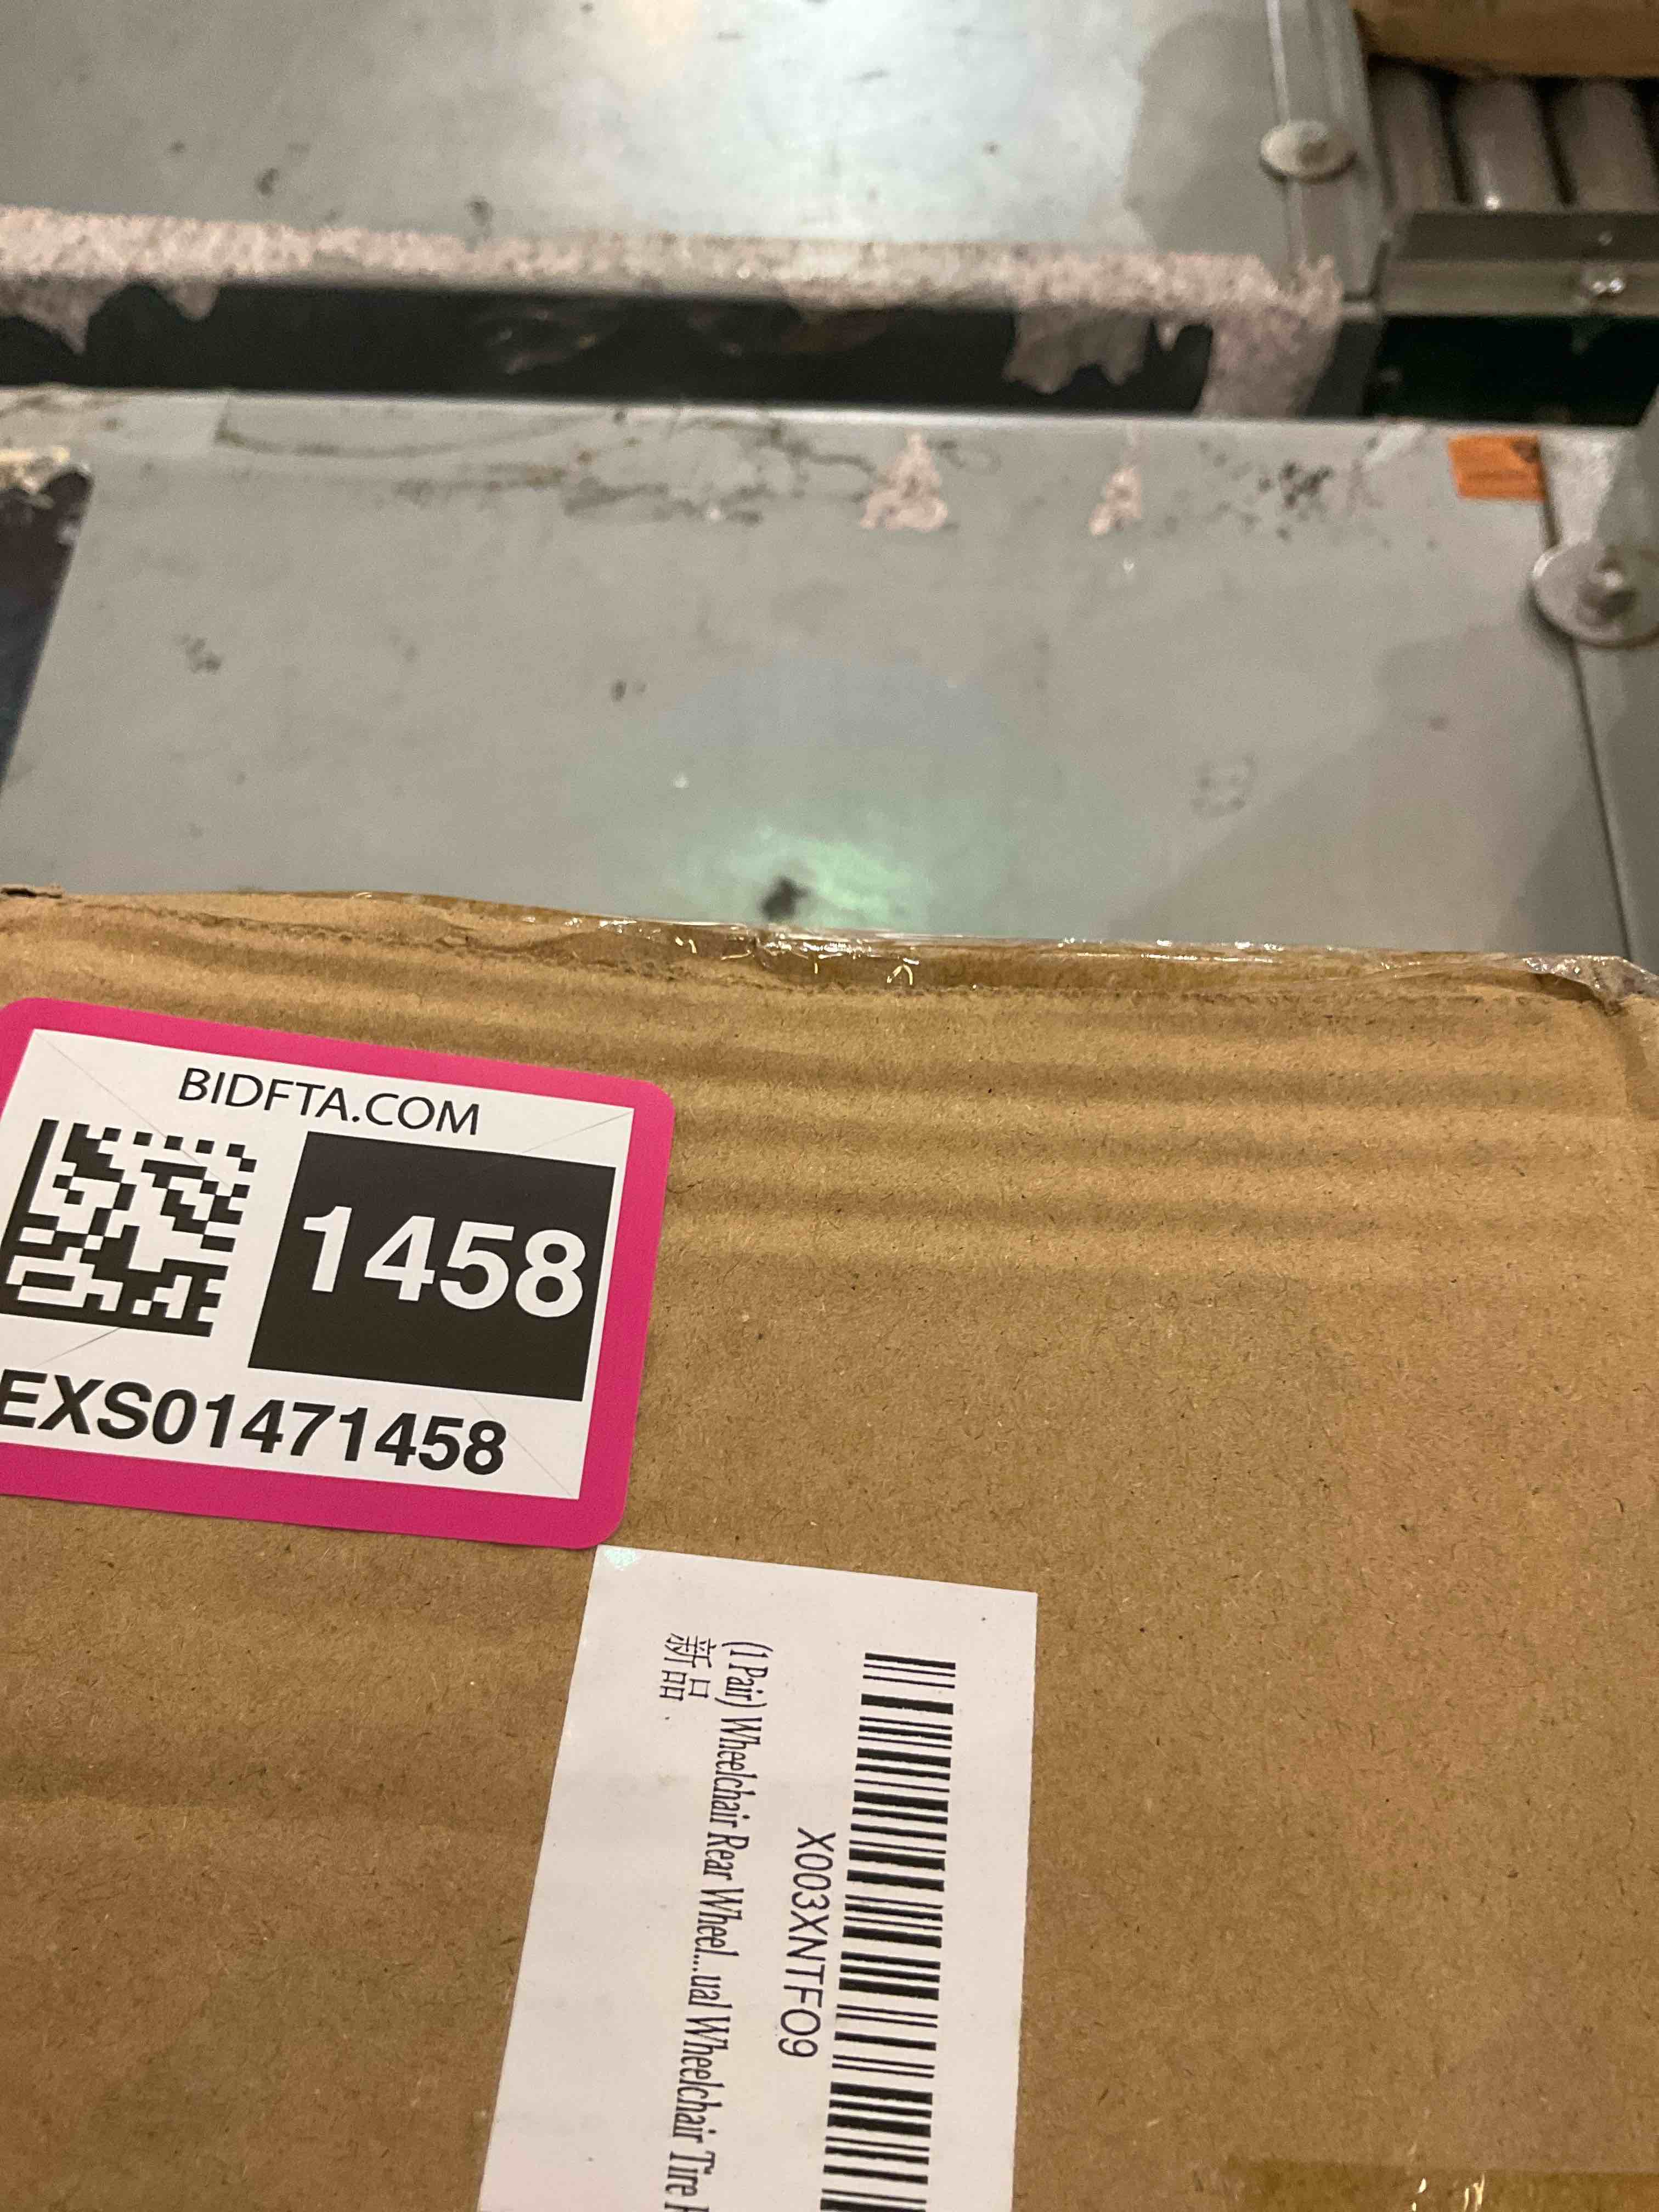 BIDFTA.COM
1458
EXS01471458
X003XNTFO9
(1 Pair) Wheelchair Rear Wheel...ual Wheelchair Tire
新品